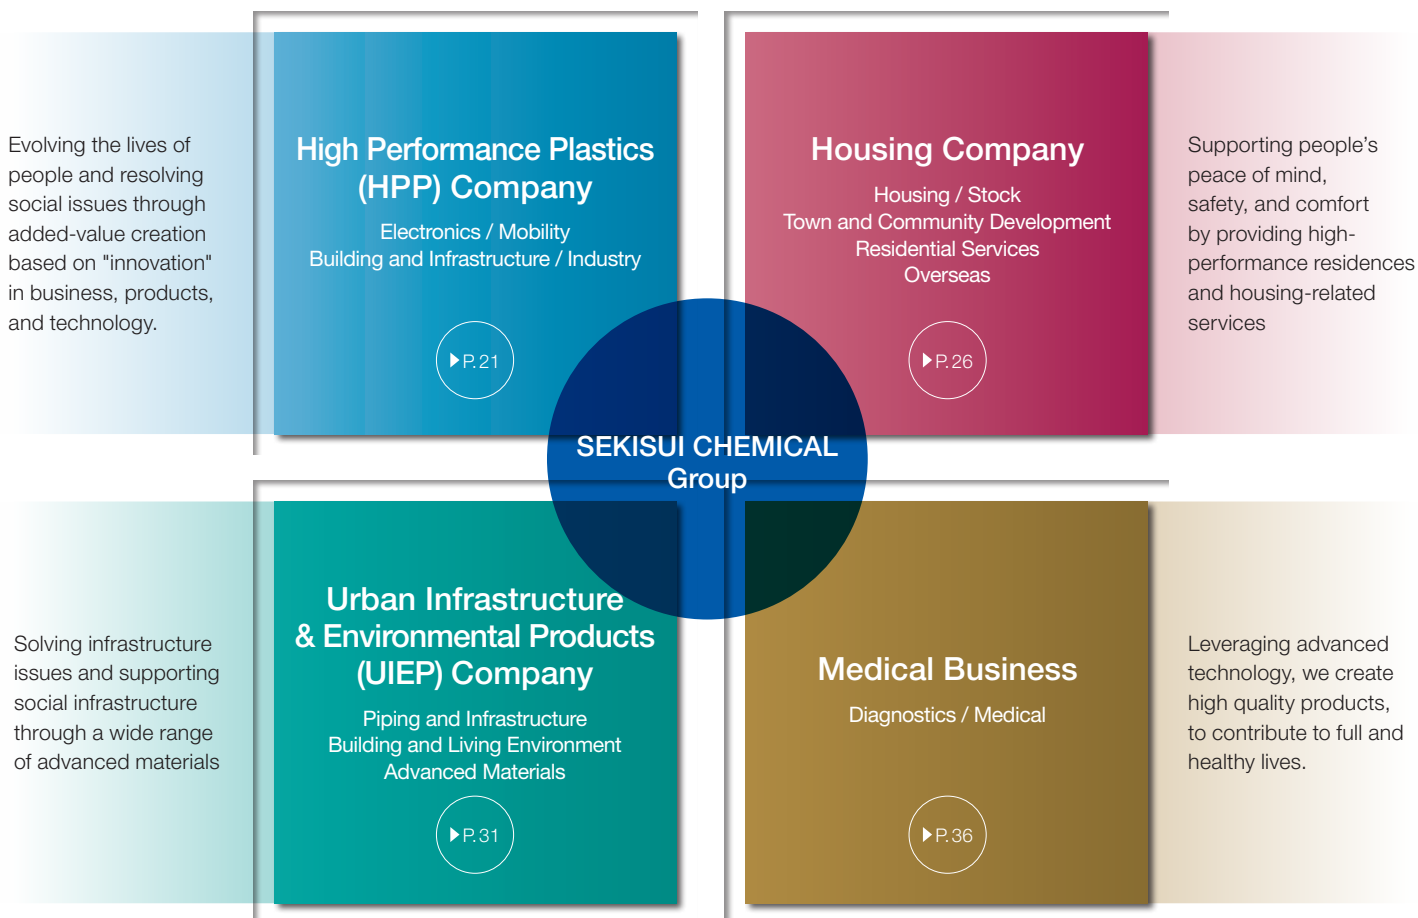 Evolving the lives of
people and resolving
social issues through
added-value creation
based on "innovation"
in business, products,
and technology.
High Performance Plastics
(HPP) Company
Electronics / Mobility
Building and Infrastructure / Industry
P.21
Housing Company
Housing / Stock
Town and Community Development
Residential Services
Overseas
P.26
Supporting people’s
peace of mind,
safety, and comfort
by providing high-
performance residences
and housing-related
services
SEKISUI CHEMICAL
Group
Solving infrastructure
issues and supporting
social infrastructure
through a wide range
of advanced materials
Urban Infrastructure
& Environmental Products
(UIEP) Company
Piping and Infrastructure
Building and Living Environment
Advanced Materials
P.31
Medical Business
Diagnostics / Medical
P.36
Leveraging advanced
technology, we create
high quality products,
to contribute to full and
healthy lives.